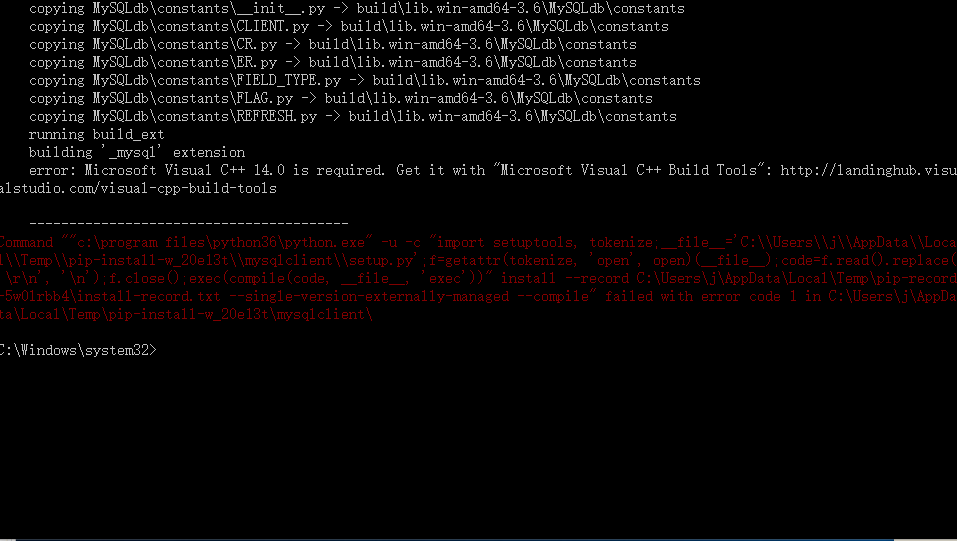 copying MySQLdb\constants\__init__.py -> build\lib.win-amd64-3.6\MySQLdb\constants
copying MySQLdb\constants\CLIENT.py -> build\lib.win-amd64-3.6\MySQLdb\constants
copying MySQLdb\constants\CR.py -> build\lib.win-amd64-3.6\MySQLdb\constants
copying MySQLdb\constants\ER.py -> build\lib.win-amd64-3.6\MySQLdb\constants
copying MySQLdb\constants\FIELD_TYPE.py -> build\lib.win-amd64-3.6\MySQLdb\constants
copying MySQLdb\constants\FLAG.py -> build\lib.win-amd64-3.6\MySQLdb\constants
copying MySQLdb\constants\REFRESH.py -> build\lib.win-amd64-3.6\MySQLdb\constants
running build_ext
building '_mysql' extension
error: Microsoft Visual C++ 14.0 is required. Get it with "Microsoft Visual C++ Build Tools": http://landinghub.visu
alstudio.com/visual-cpp-build-tools
----------------------------------------
Command ""c:\program files\python36\python.exe" -u -c "import setuptools, tokenize;__file__='C:\\Users\\j\\AppData\\Loca
l\\Temp\\pip-install-w_20e13t\\mysqlclient\\setup.py';f=getattr(tokenize, 'open', open)(__file__);code=f.read().replace('
\r\n', '\n');f.close();exec(compile(code, __file__, 'exec'))" install --record C:\Users\j\AppData\Local\Temp\pip-record
-5w01rbb4\install-record.txt --single-version-externally-managed --compile" failed with error code 1 in C:\Users\j\AppDa
ta\Local\Temp\pip-install-w_20e13t\mysqlclient\
C:\Windows\system32>